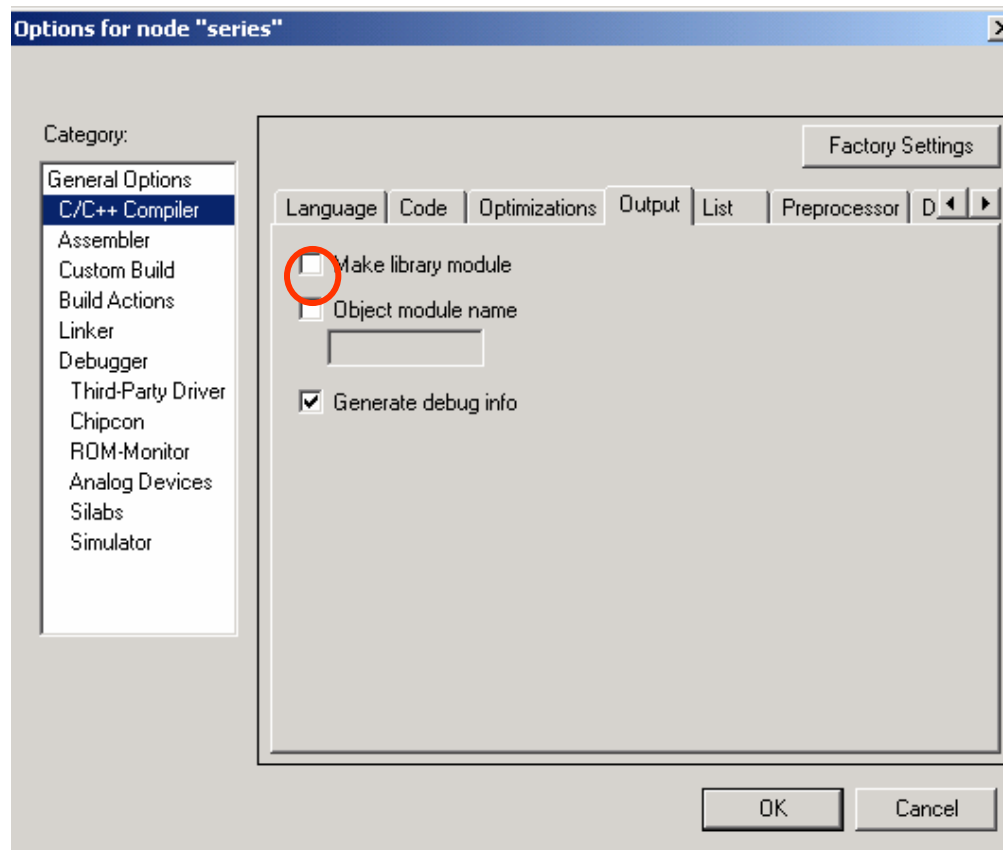 Options for node "series"
Category:
Factory Settings
General Options
C/C++ Compiler
Assembler
Custom Build
Build Actions
Linker
Debugger
Third-Party Driver
Chipcon
ROM-Monitor
Analog Devices
Silabs
Simulator
Language Code Optimizations Output List Preprocessor D
Make library module
Object module name
Generate debug info
OK Cancel